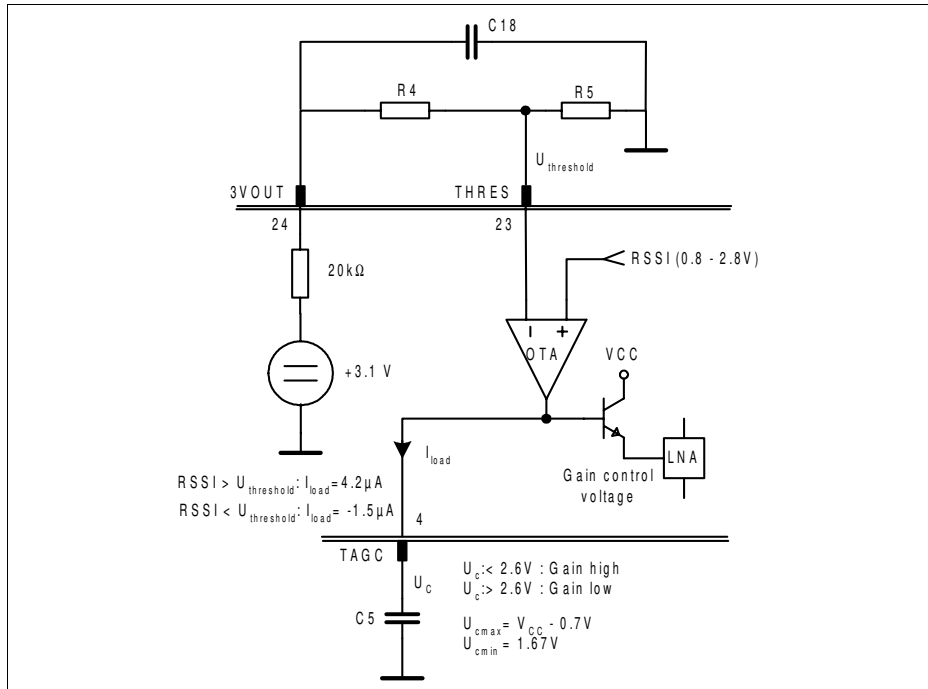 C18
R4
R5
U threshold
3VOUT
THRES
24
23
20kΩ
RSSI (0.8 - 2.8V)
OTA
VCC
+3.1 V
I load
LNA
Gain control
voltage
RSSI > U threshold: I load=4.2µA
RSSI < U threshold: I load= -1.5µA
4
TAGC
U C
U c:< 2.6V : Gain high
U c:> 2.6V : Gain low
C5
U cmax= V CC - 0.7V
U cmin= 1.67V